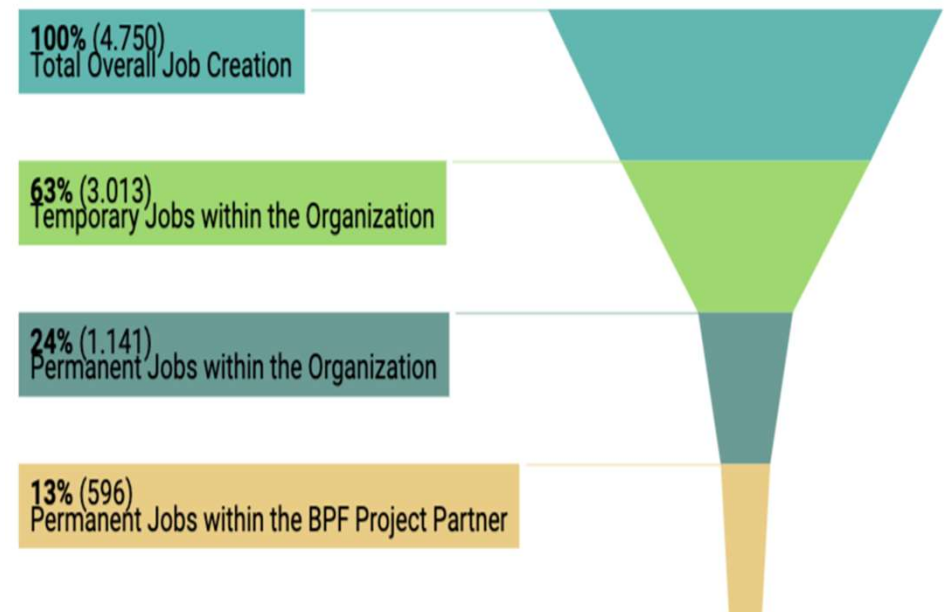 100% (4.750)
Total Overall Job Creation
63% (3.013)
Temporary Jobs within the Organization
24% (1.141)
Permanent Jobs within the Organization
13% (596)
Permanent Jobs within the BPF Project Partner